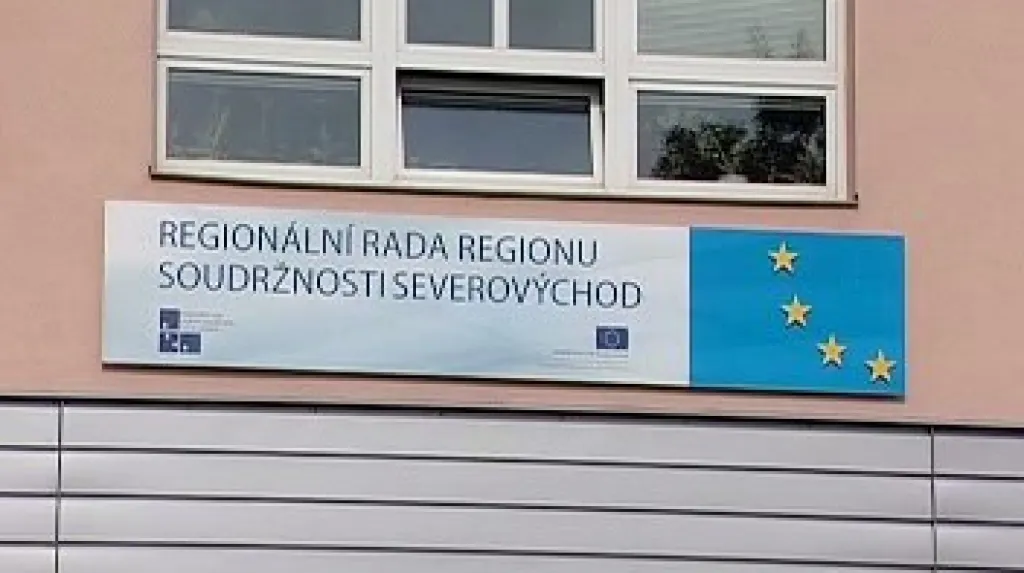 REGIONÁLNÍ RADA REGIONU
SOUDRŽNOSTI SEVEROVÝCHOD